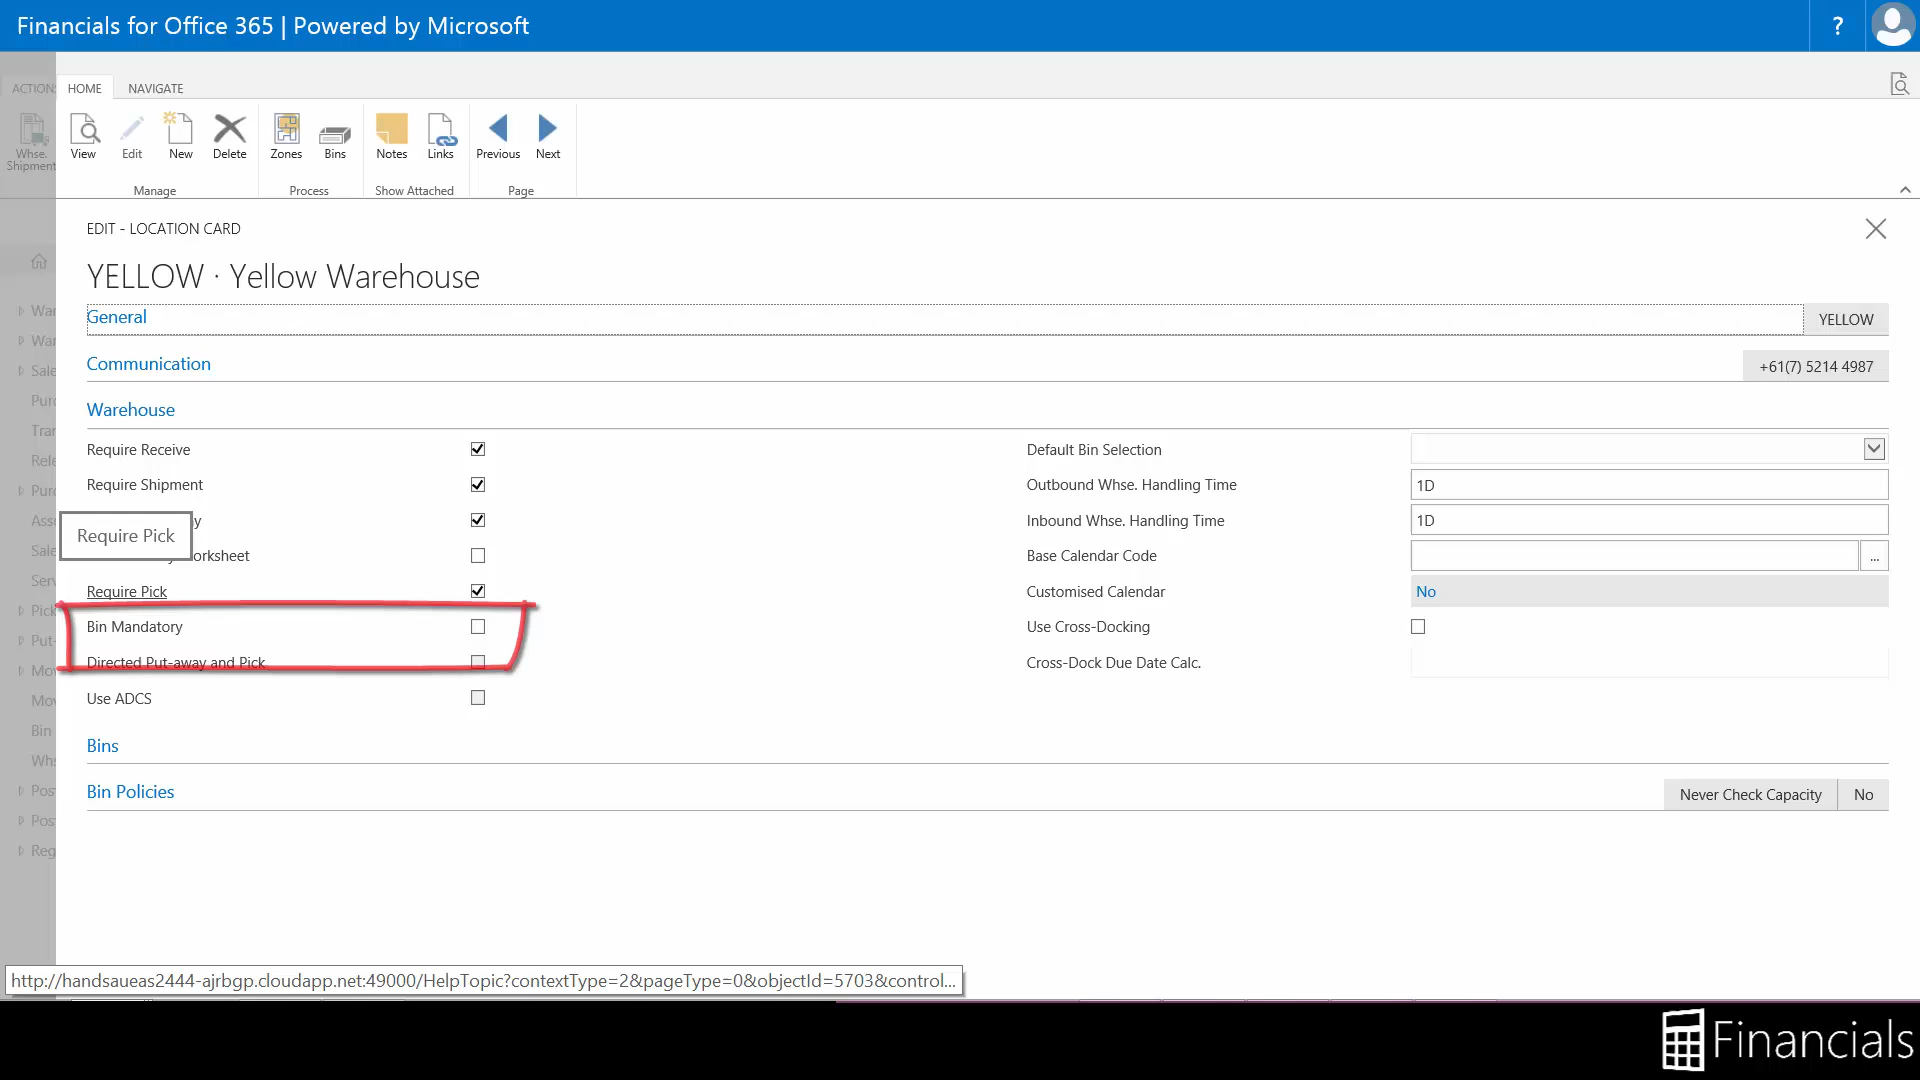 Financials for Office 365 | Powered by Microsoft
?
HOME
NAVIGATE
View
Edit
New
Delete
Zones
Bins
Notes
Links
Previous
Next
Whse.
Shipment
Manage
Process
Show Attached
Page
EDIT - LOCATION CARD
YELLOW · Yellow Warehouse
General
YELLOW
Communication
+61(7) 5214 4987
Warehouse
Require Receive
Default Bin Selection
Require Shipment
Outbound Whse. Handling Time
1D
Require Pick
Inbound Whse. Handling Time
1D
orksheet
Base Calendar Code
...
Require Pick
Customised Calendar
No
Bin Mandatory
Use Cross-Docking
Directed Put-away and Pick
Cross-Dock Due Date Calc.
Use ADCS
Bins
Bin Policies
Never Check Capacity
No
http://handsaueas2444-ajrbgp.cloudapp.net:49000/HelpTopic?contextType=2&pageType=0&objectId=5703&control...
Financials